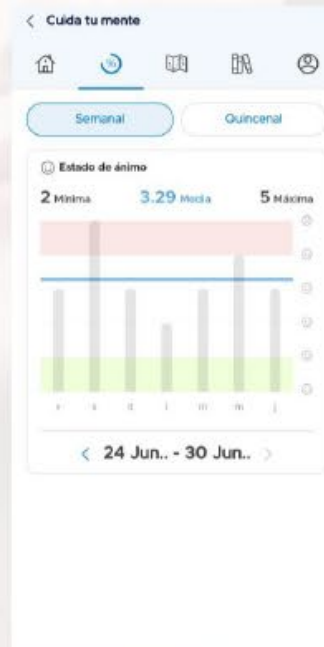 Cuida tu mente
%
Semanal Quincenal
Estado de ánimo
2 Mínima 3.29 Media 5 Máxima
v s d l m m j
24 Jun.. - 30 Jun..